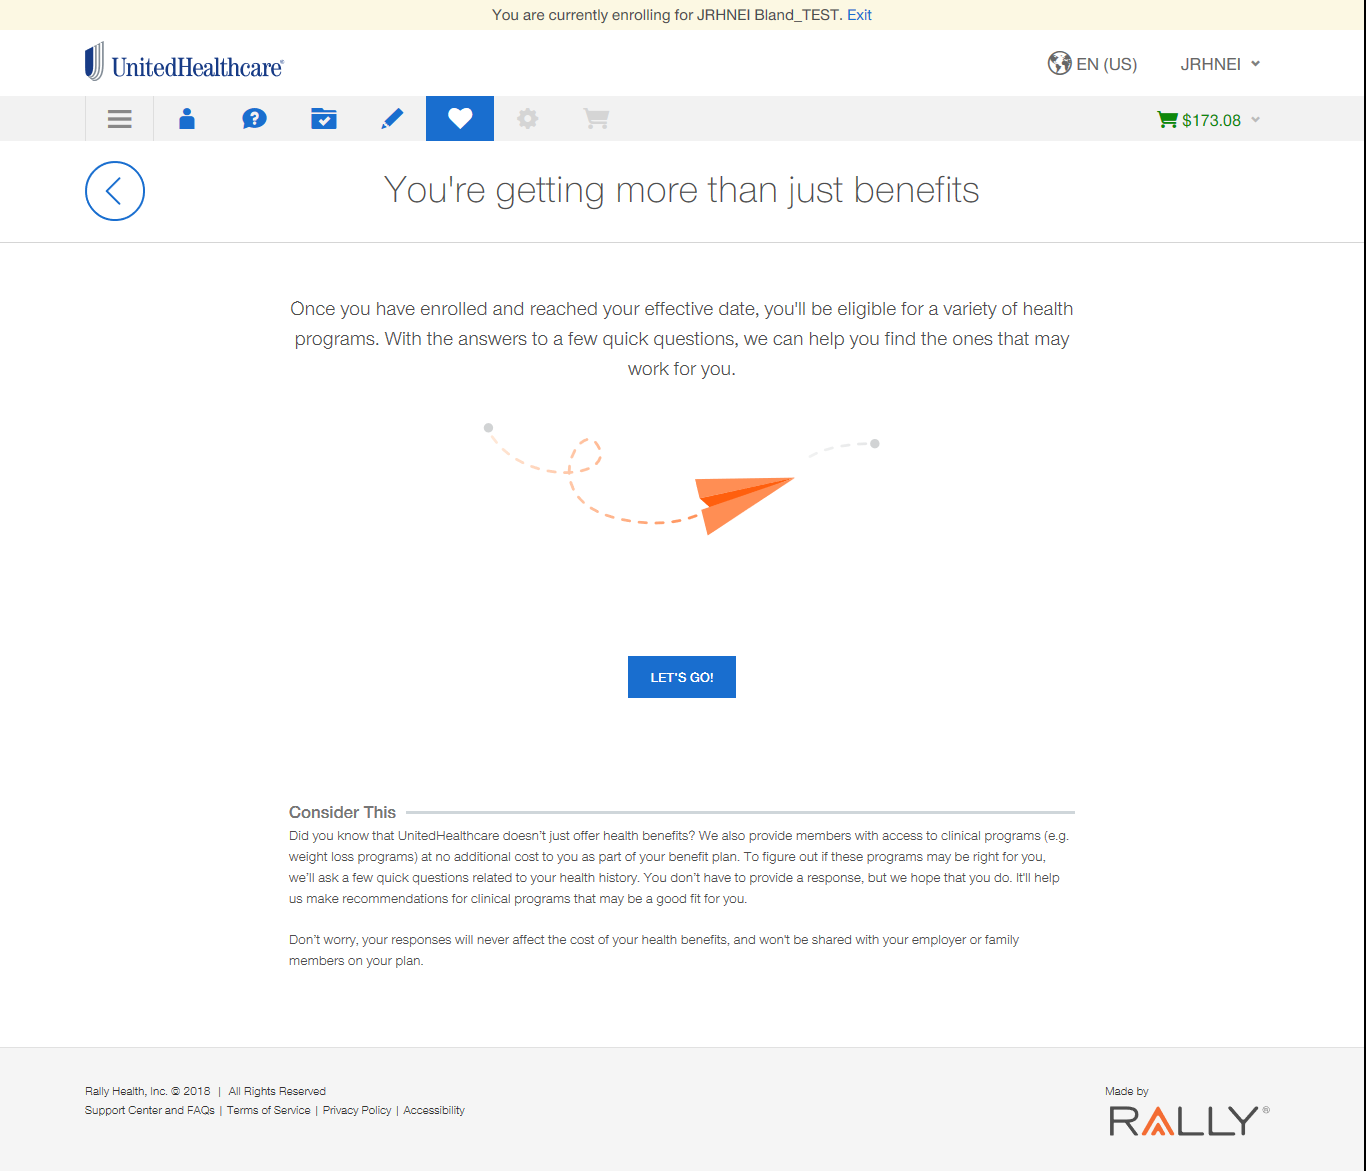 You are currently enrolling for JRHNEI Bland_TEST. Exit
UnitedHealthcare®
EN (US)
JRHNEI
$173.08
You're getting more than just benefits
Once you have enrolled and reached your effective date, you'll be eligible for a variety of health
programs. With the answers to a few quick questions, we can help you find the ones that may
work for you.
LET'S GO!
Consider This
Did you know that UnitedHealthcare doesn't just offer health benefits? We also provide members with access to clinical programs (e.g.
weight loss programs) at no additional cost to you as part of your benefit plan. To figure out if these programs may be right for you,
we'll ask a few quick questions related to your health history. You don't have to provide a response, but we hope that you do. It'll help
us make recommendations for clinical programs that may be a good fit for you.
Don't worry, your responses will never affect the cost of your health benefits, and won't be shared with your employer or family
members on your plan.
Rally Health, Inc. © 2018 | All Rights Reserved
Support Center and FAQs | Terms of Service | Privacy Policy | Accessibility
Made by
RALLY®